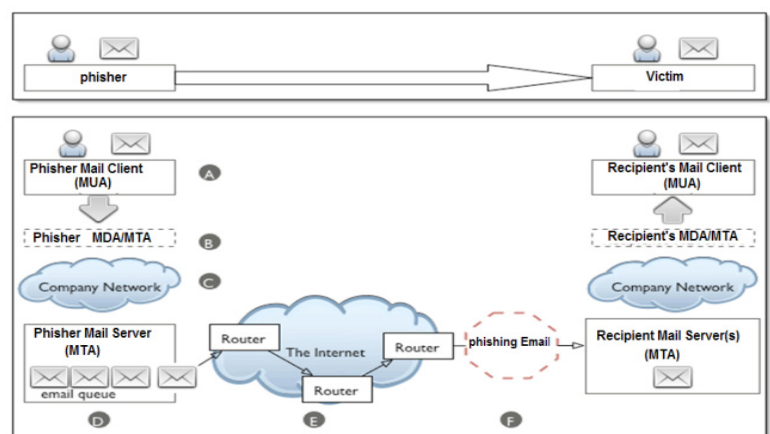 phisher
Victim
Phisher Mail Client
(MUA)
A
Recipient's Mail Client
(MUA)
Phisher MDA/MTA
B
Recipient's MDA/MTA
Company Network
C
Company Network
Phisher Mail Server
(MTA)
email queue
Router
The Internet
Router
Router
phishing Email
Recipient Mail Server(s)
(MTA)
D
E
F